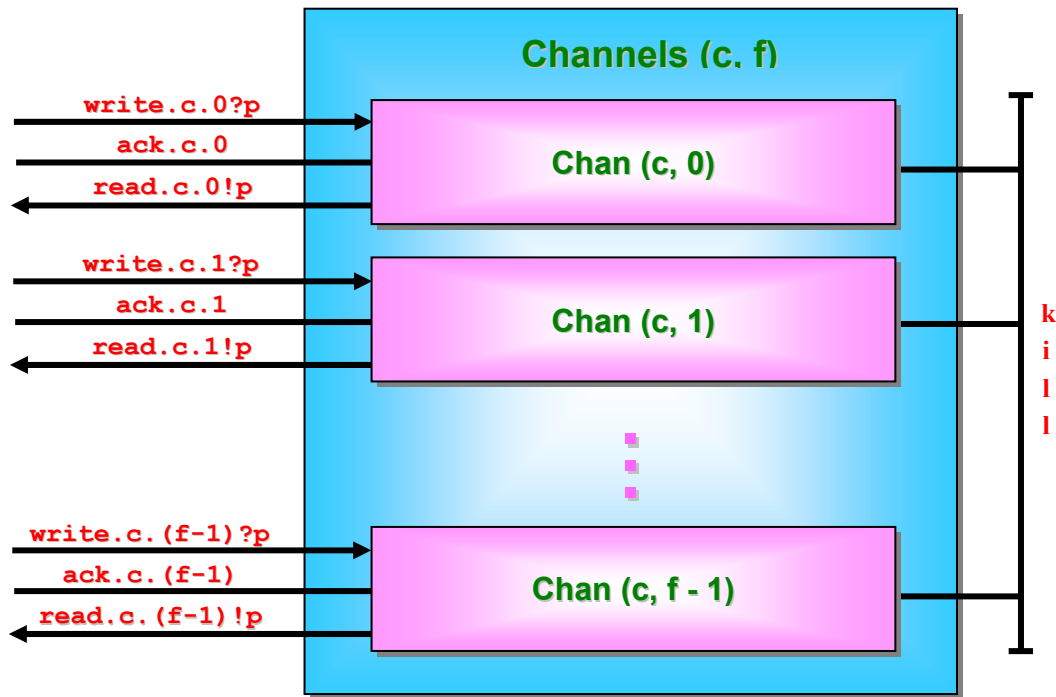 Channels (c, f)
write.c.0?p
ack.c.0
read.c.0!p
Chan (c, 0)
write.c.1?p
ack.c.1
read.c.1!p
Chan (c, 1)
write.c.(f-1)?p
ack.c.(f-1)
read.c.(f-1)!p
Chan (c, f - 1)
k
i
l
l